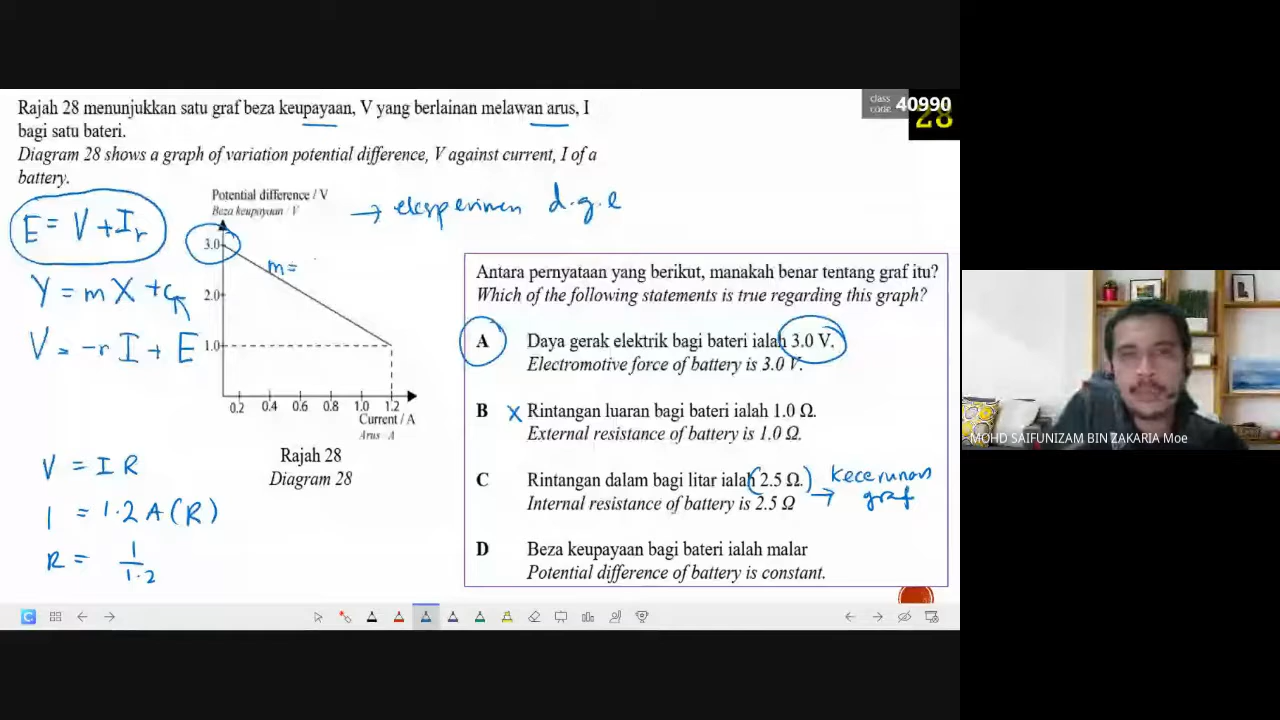 Rajah 28 menunjukkan satu graf beza keupayaan, V yang berlainan melawan arus, I
bagi satu bateri.
Diagram 28 shows a graph of variation potential difference, V against current, I of a
battery.
class
code
40990
28
E = V + Ir
Y = m X + c
V = -r I + E
V = I R
1 = 1.2 A (R)
R = 1/1.2
Potential difference / V
Beza keupayaan / V
→ eksperimen d.g.e
3.0
m =
2.0
1.0
0.2 0.4 0.6 0.8 1.0 1.2
Current / A
Arus - A
Rajah 28
Diagram 28
Antara pernyataan yang berikut, manakah benar tentang graf itu?
Which of the following statements is true regarding this graph?
A Daya gerak elektrik bagi bateri ialah 3.0 V.
Electromotive force of battery is 3.0 V.
B x Rintangan luaran bagi bateri ialah 1.0 Ω.
External resistance of battery is 1.0 Ω.
C Rintangan dalam bagi litar ialah (2.5 Ω.) → kecerunan
Internal resistance of battery is 2.5 Ω graf
D Beza keupayaan bagi bateri ialah malar
Potential difference of battery is constant.
MOHD SAIFUNIZAM BIN ZAKARIA Moe